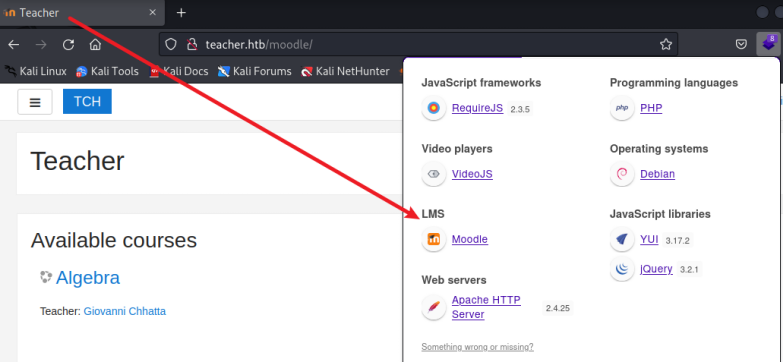 Teacher
teacher.htb/moodle/
8
Kali Linux Kali Tools Kali Docs Kali Forums Kali NetHunter
TCH
Teacher
Available courses
Algebra
Teacher: Giovanni Chhatta
JavaScript frameworks
RequireJS 2.3.5
Video players
VideoJS
LMS
Moodle
Web servers
Apache HTTP
Server 2.4.25
Something wrong or missing?
Programming languages
php PHP
Operating systems
Debian
JavaScript libraries
YUI 3.17.2
jQuery 3.2.1